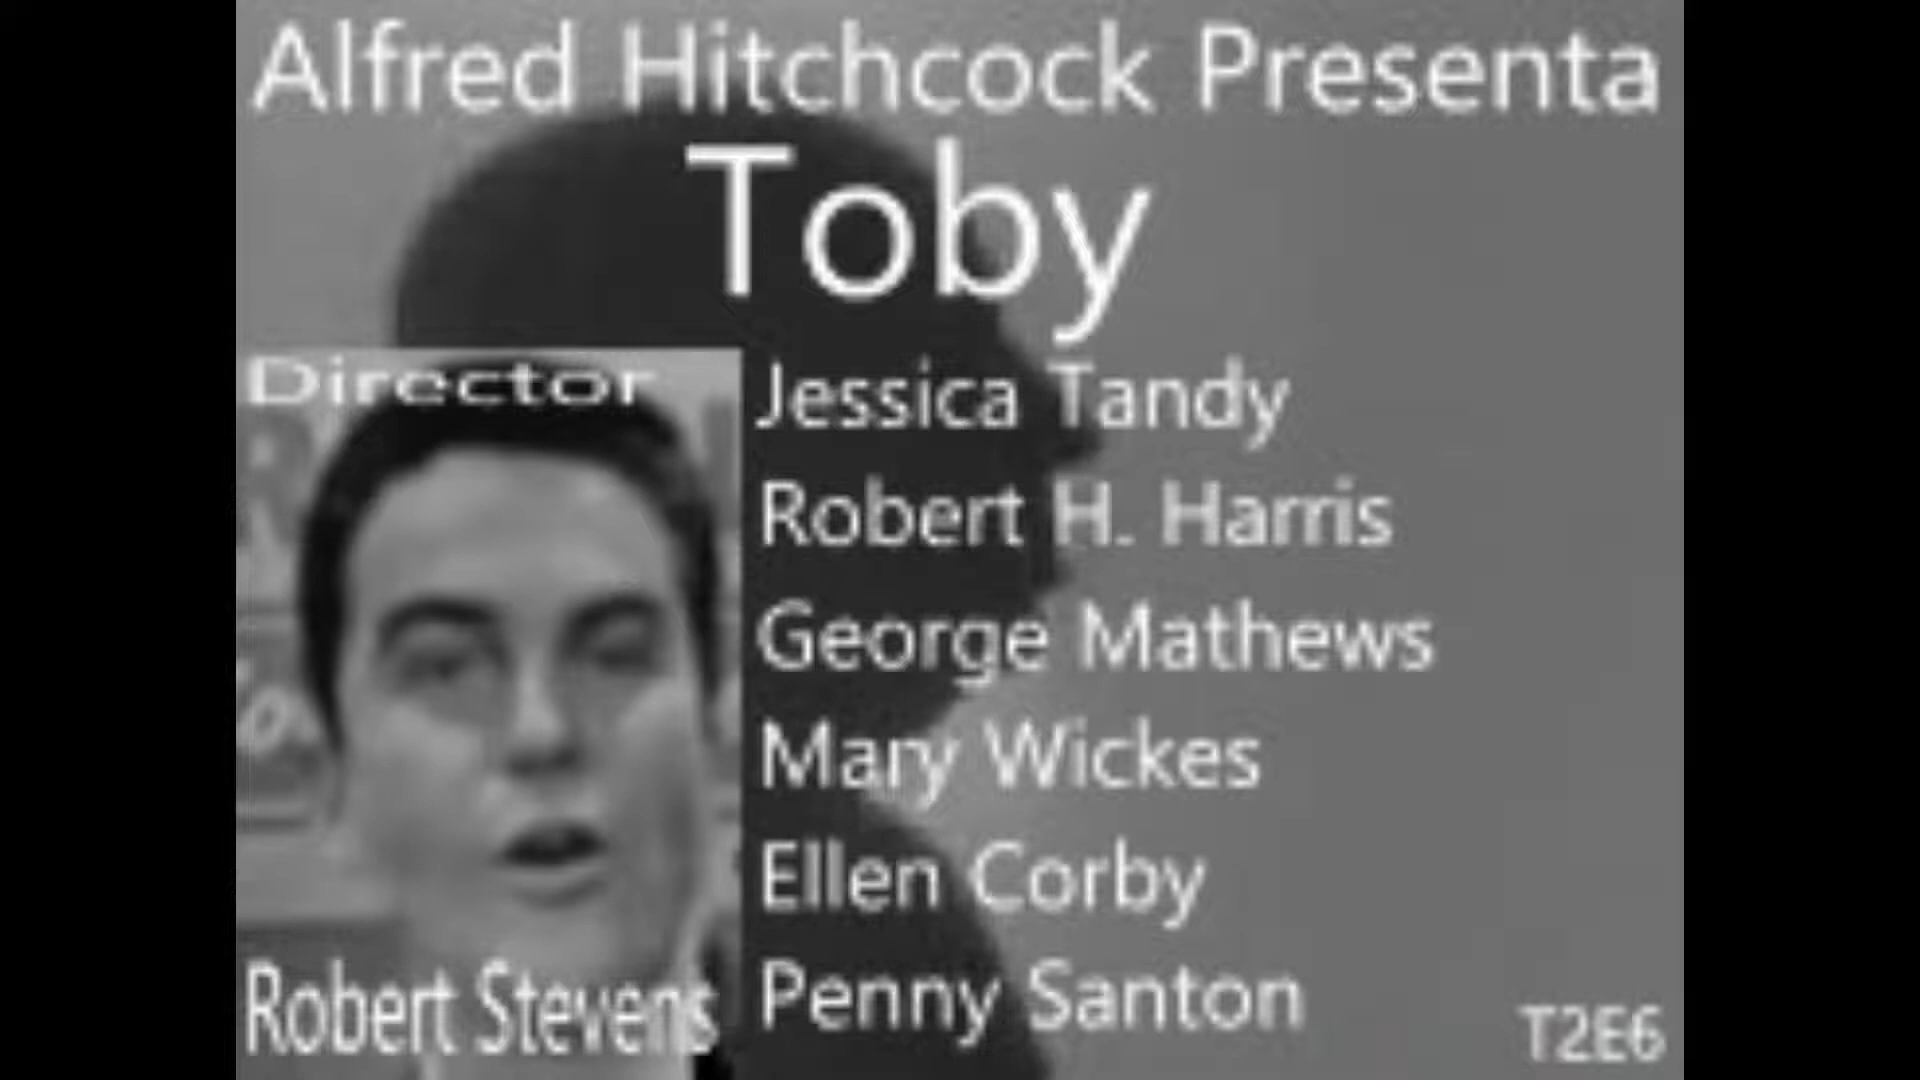 Alfred Hitchcock Presenta
Toby
Director
Jessica Tandy
Robert H. Harris
George Mathews
Mary Wickes
Ellen Corby
Penny Santon
Robert Stevens
T2E6